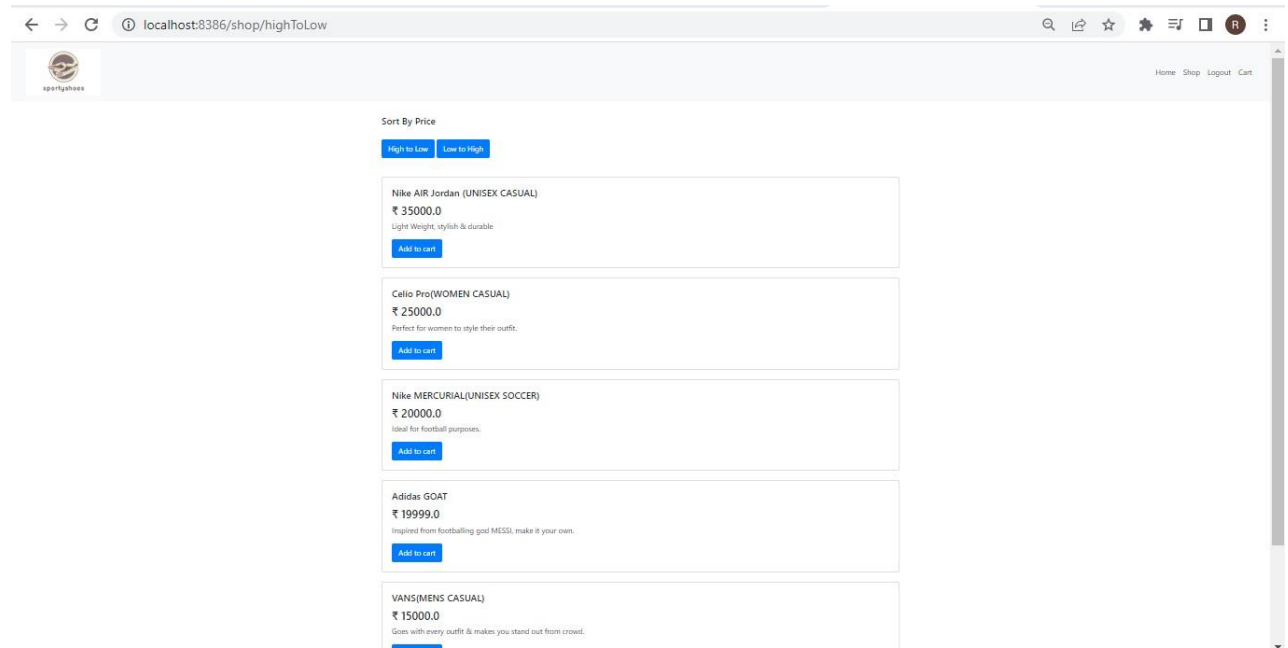 localhost:8386/shop/highToLow
R
sportyshoes
Home Shop Logout Cart
Sort By Price
High to Low Low to High
Nike AIR Jordan (UNISEX CASUAL)
₹ 35000.0
Light Weight, stylish & durable
Add to cart
Celio Pro(WOMEN CASUAL)
₹ 25000.0
Perfect for women to style their outfit.
Add to cart
Nike MERCURIAL(UNISEX SOCCER)
₹ 20000.0
Ideal for football purposes.
Add to cart
Adidas GOAT
₹ 19999.0
Inspired from footballing god MESSI, make it your own.
Add to cart
VANS(MENS CASUAL)
₹ 15000.0
Goes with every outfit & makes you stand out from crowd.